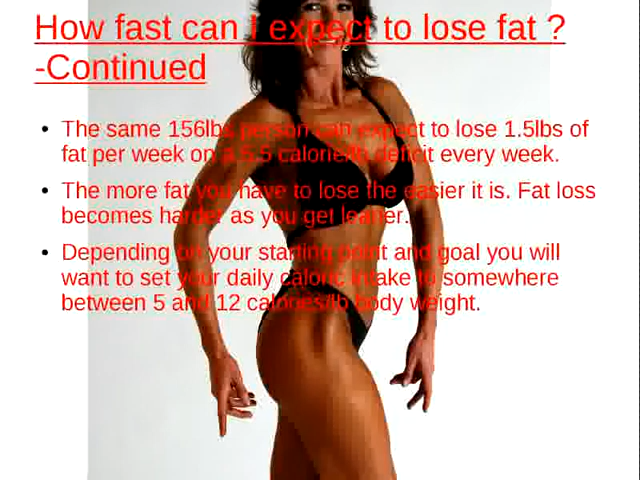 How fast can I expect to lose fat ?
-Continued
• The same 156lbs person can expect to lose 1.5lbs of
fat per week on a 5.5 calorie/lb deficit every week.
• The more fat you have to lose the easier it is. Fat loss
becomes harder as you get leaner.
• Depending on your starting point and goal you will
want to set your daily caloric intake to somewhere
between 5 and 12 calories/lb body weight.